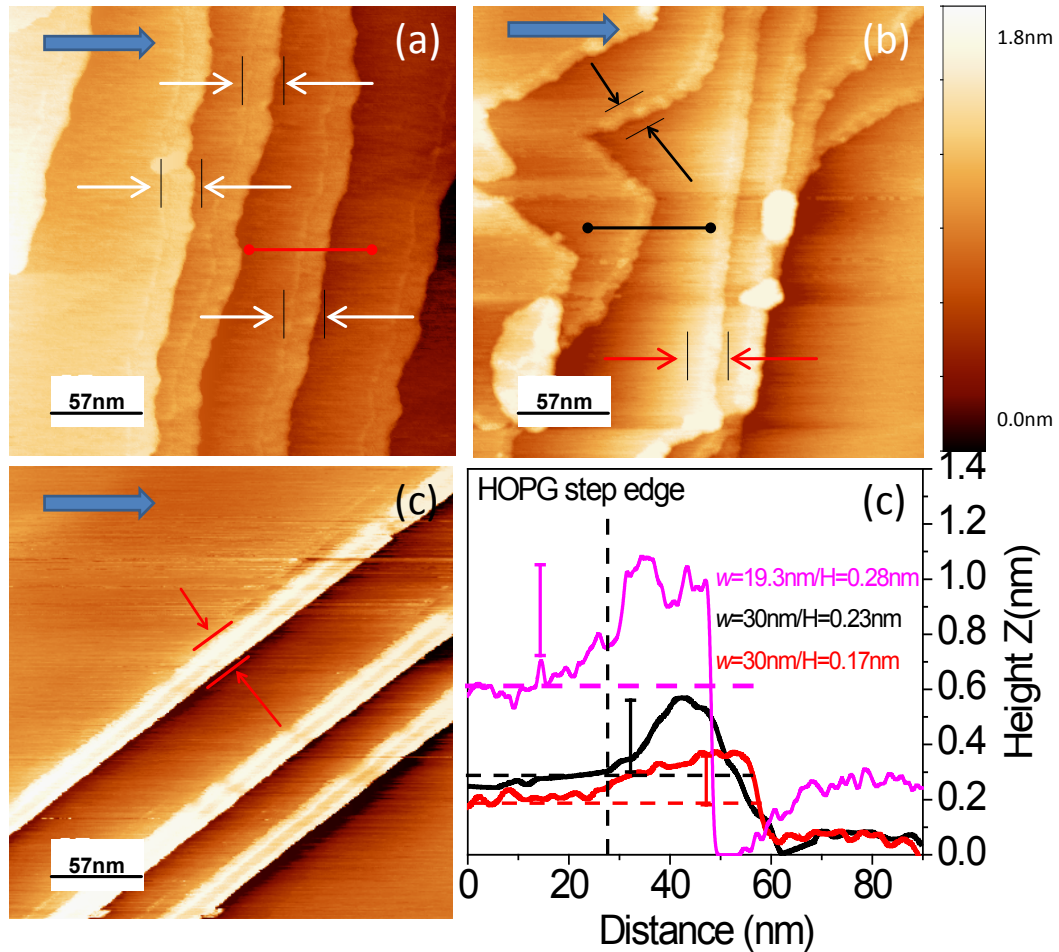 (a)
57nm
(b)
57nm
1.8nm
0.0nm
(c)
57nm
HOPG step edge
(c)
w=19.3nm/H=0.28nm
w=30nm/H=0.23nm
w=30nm/H=0.17nm
1.4
1.2
1.0
0.8
0.6
0.4
0.2
0.0
Height Z(nm)
0 20 40 60 80
Distance (nm)